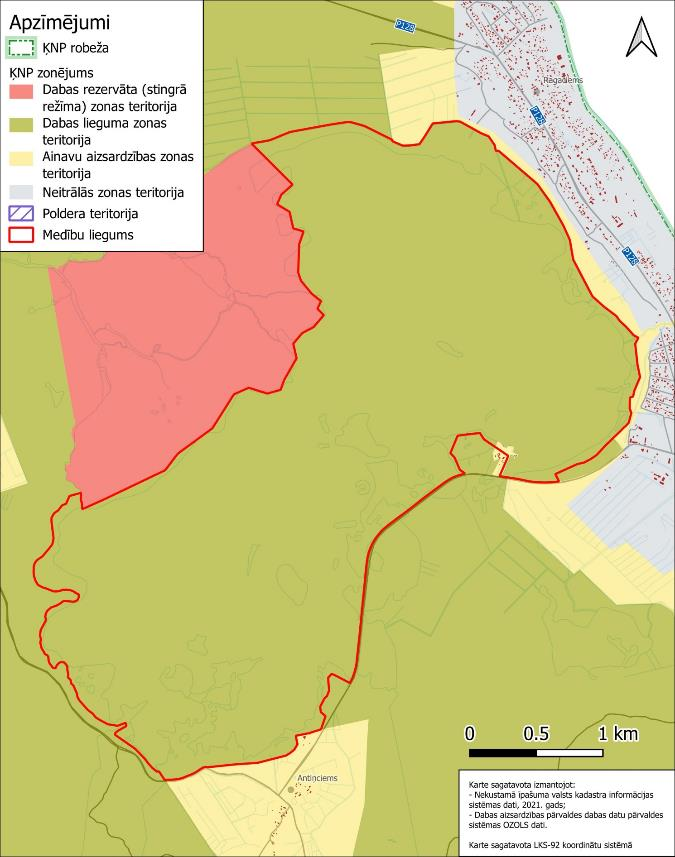 Apzīmējumi
ĶNP robeža
ĶNP zonējums
Dabas rezervāta (stingrā
režīma) zonas teritorija
Dabas lieguma zonas
teritorija
Ainavu aizsardzības zonas
teritorija
Neitrālās zonas teritorija
Poldera teritorija
Medību liegums
P128
Ragaciems
P128
P128
Antiņciems
0 0.5 1 km
Karte sagatavota izmantojot:
- Nekustamā īpašuma valsts kadastra informācijas
sistēmas dati, 2021. gads;
- Dabas aizsardzības pārvaldes dabas datu pārvaldes
sistēmas OZOLS dati.
Karte sagatavota LKS-92 koordinātu sistēmā